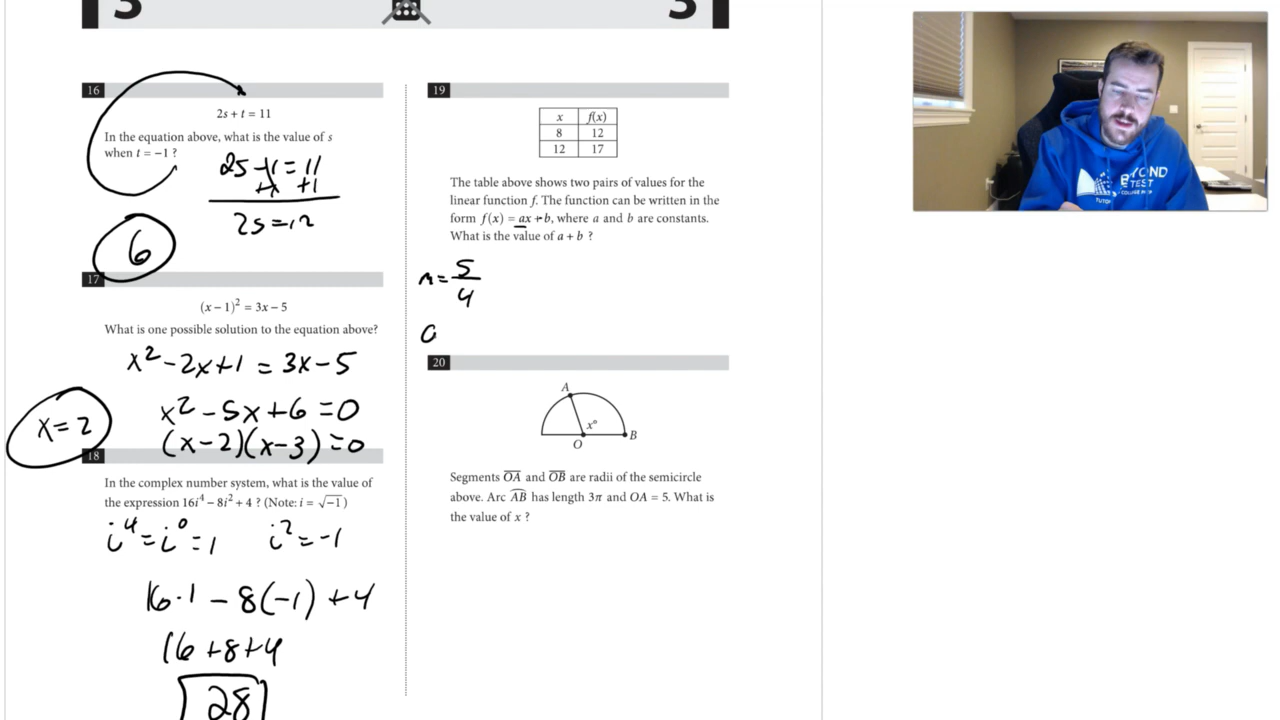 3
3
16
2s + t = 11
In the equation above, what is the value of s
when t = −1 ?
2s − 1 = 11
+1 +1
2s = 12
6
17
(x − 1)² = 3x − 5
What is one possible solution to the equation above?
x² − 2x + 1 = 3x − 5
x² − 5x + 6 = 0
(x − 2)(x − 3) = 0
x = 2
18
In the complex number system, what is the value of
the expression 16i⁴ − 8i² + 4 ? (Note: i = √−1)
i⁴ = i⁰ = 1 i² = −1
16·1 − 8(−1) + 4
16 + 8 + 4
28
19
x f(x)
8 12
12 17
The table above shows two pairs of values for the
linear function f. The function can be written in the
form f(x) = ax + b, where a and b are constants.
What is the value of a + b ?
m = 5/4
20
A
x°
O
B
Segments OA and OB are radii of the semicircle
above. Arc AB has length 3π and OA = 5. What is
the value of x ?
BEYOND
TEST
COLLEGE PREP
TUTOR